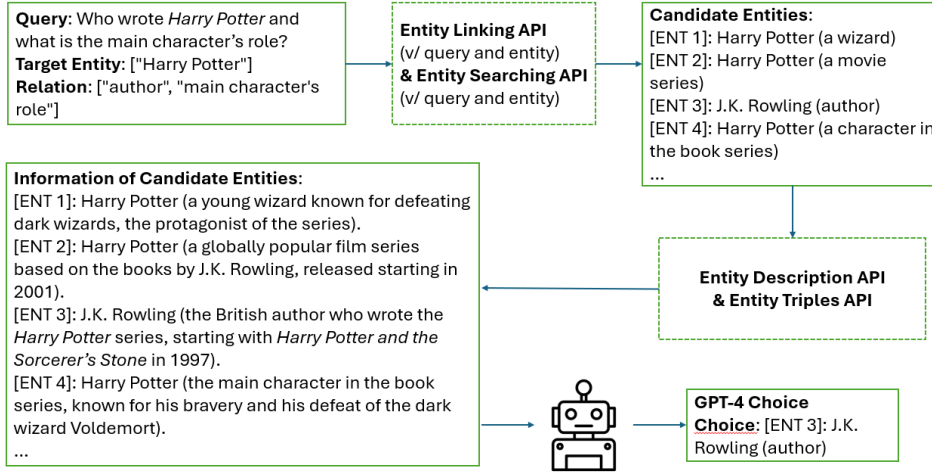 Query: Who wrote Harry Potter and
what is the main character's role?
Target Entity: ["Harry Potter"]
Relation: ["author", "main character's
role"]
Entity Linking API
(v/ query and entity)
& Entity Searching API
(v/ query and entity)
Candidate Entities:
[ENT 1]: Harry Potter (a wizard)
[ENT 2]: Harry Potter (a movie
series)
[ENT 3]: J.K. Rowling (author)
[ENT 4]: Harry Potter (a character in
the book series)
...
Entity Description API
& Entity Triples API
Information of Candidate Entities:
[ENT 1]: Harry Potter (a young wizard known for defeating
dark wizards, the protagonist of the series).
[ENT 2]: Harry Potter (a globally popular film series
based on the books by J.K. Rowling, released starting in
2001).
[ENT 3]: J.K. Rowling (the British author who wrote the
Harry Potter series, starting with Harry Potter and the
Sorcerer's Stone in 1997).
[ENT 4]: Harry Potter (the main character in the book
series, known for his bravery and his defeat of the dark
wizard Voldemort).
...
GPT-4 Choice
Choice: [ENT 3]: J.K.
Rowling (author)